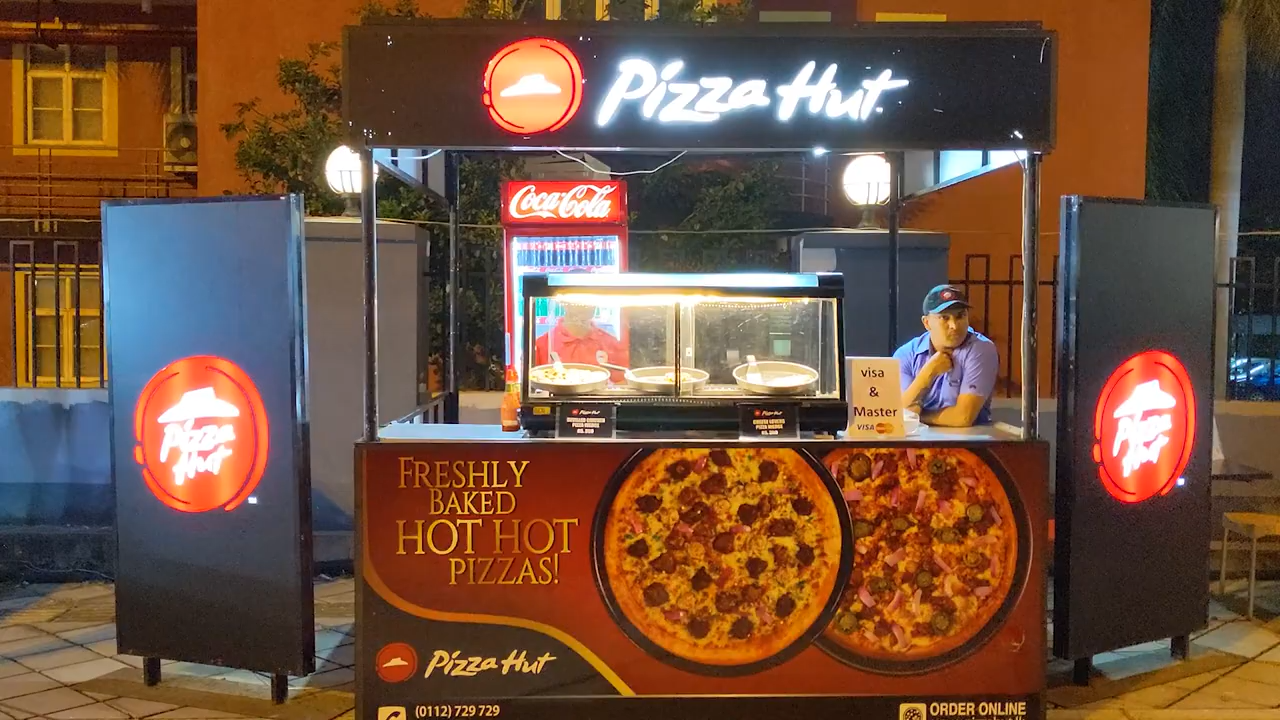 Pizza Hut
Coca-Cola
visa
&
Master
VISA
Pizza
Hut
Pizza
Hut
FRESHLY
BAKED
HOT HOT
PIZZAS!
Pizza Hut
(0112) 729 729
ORDER ONLINE